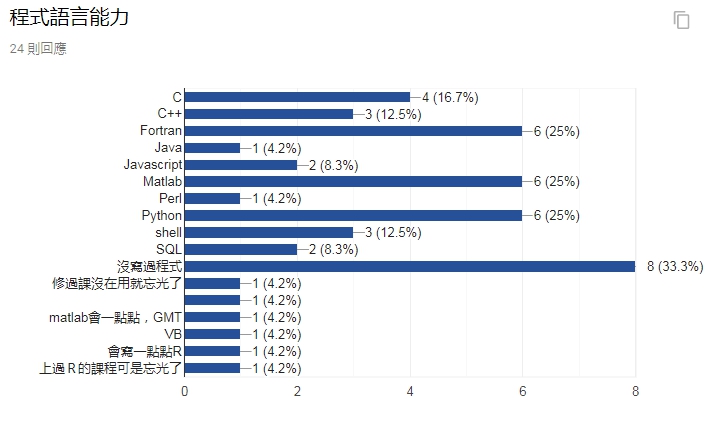 程式語言能力
24 則回應
C 4 (16.7%)
C++ 3 (12.5%)
Fortran 6 (25%)
Java 1 (4.2%)
Javascript 2 (8.3%)
Matlab 6 (25%)
Perl 1 (4.2%)
Python 6 (25%)
shell 3 (12.5%)
SQL 2 (8.3%)
沒寫過程式 8 (33.3%)
修過課沒在用就忘光了 1 (4.2%)
1 (4.2%)
matlab會一點點，GMT 1 (4.2%)
VB 1 (4.2%)
會寫一點點R 1 (4.2%)
上過 R 的課程可是忘光了 1 (4.2%)
0 2 4 6 8